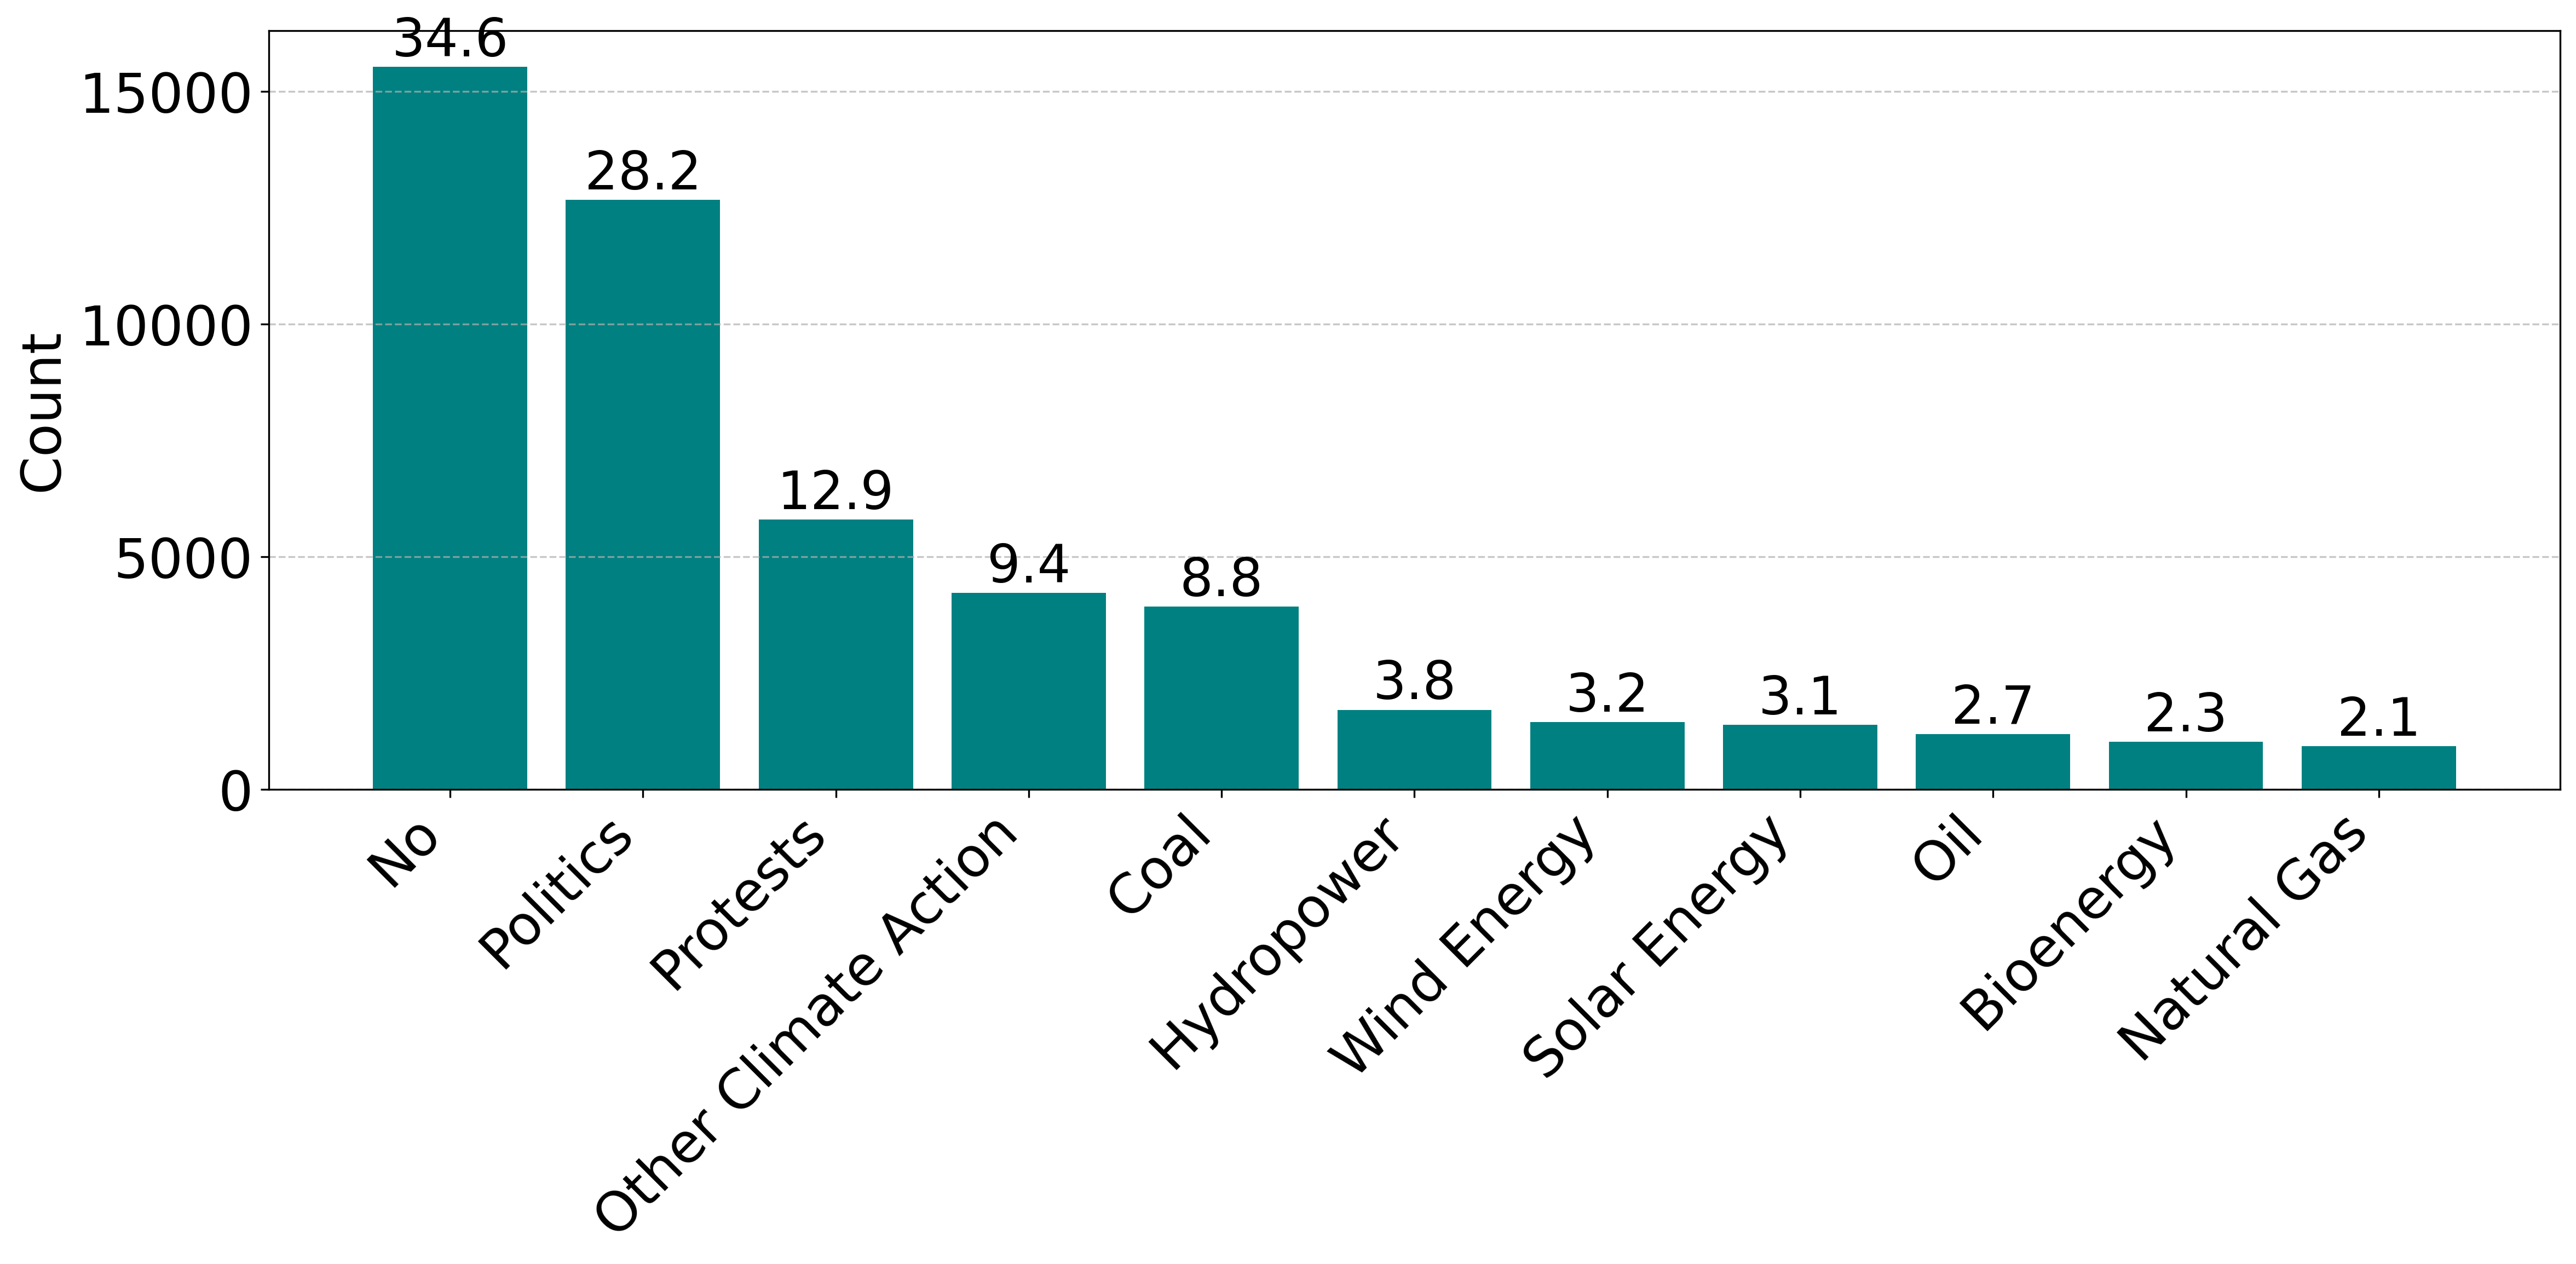 34.6
15000
28.2
10000
Count
12.9
5000
9.4
8.8
3.8
3.2
3.1
2.7
2.3
2.1
0
No
Politics
Protests
Other Climate Action
Coal
Hydropower
Wind Energy
Solar Energy
Oil
Bioenergy
Natural Gas